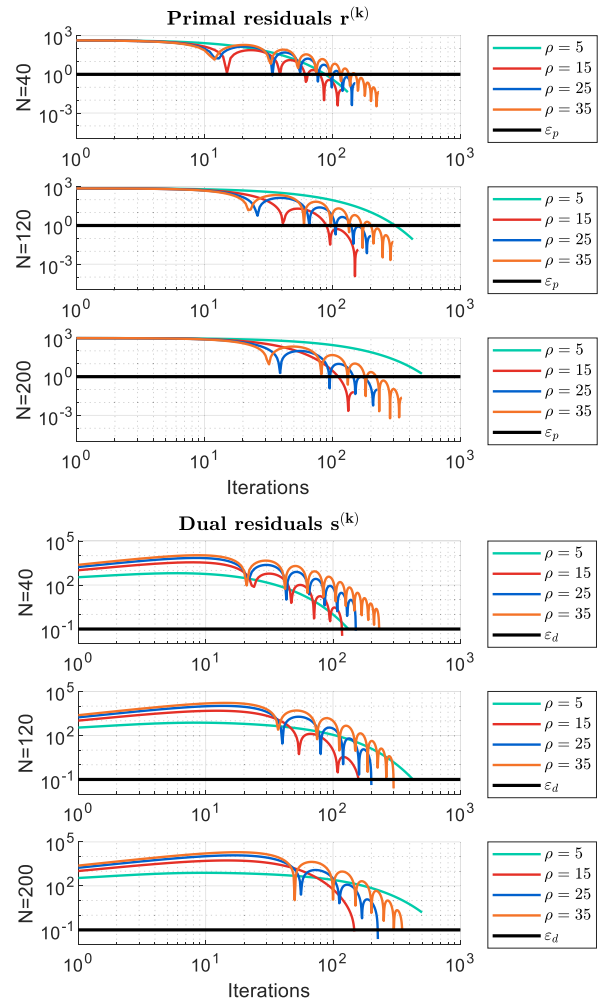 Primal residuals r^(k)
N=40
10^3
10^0
10^-3
10^0 10^1 10^2 10^3
ρ = 5
ρ = 15
ρ = 25
ρ = 35
ε_p
N=120
10^3
10^0
10^-3
10^0 10^1 10^2 10^3
ρ = 5
ρ = 15
ρ = 25
ρ = 35
ε_p
N=200
10^3
10^0
10^-3
10^0 10^1 10^2 10^3
Iterations
ρ = 5
ρ = 15
ρ = 25
ρ = 35
ε_p
Dual residuals s^(k)
N=40
10^5
10^2
10^-1
10^0 10^1 10^2 10^3
ρ = 5
ρ = 15
ρ = 25
ρ = 35
ε_d
N=120
10^5
10^2
10^-1
10^0 10^1 10^2 10^3
ρ = 5
ρ = 15
ρ = 25
ρ = 35
ε_d
N=200
10^5
10^2
10^-1
10^0 10^1 10^2 10^3
Iterations
ρ = 5
ρ = 15
ρ = 25
ρ = 35
ε_d